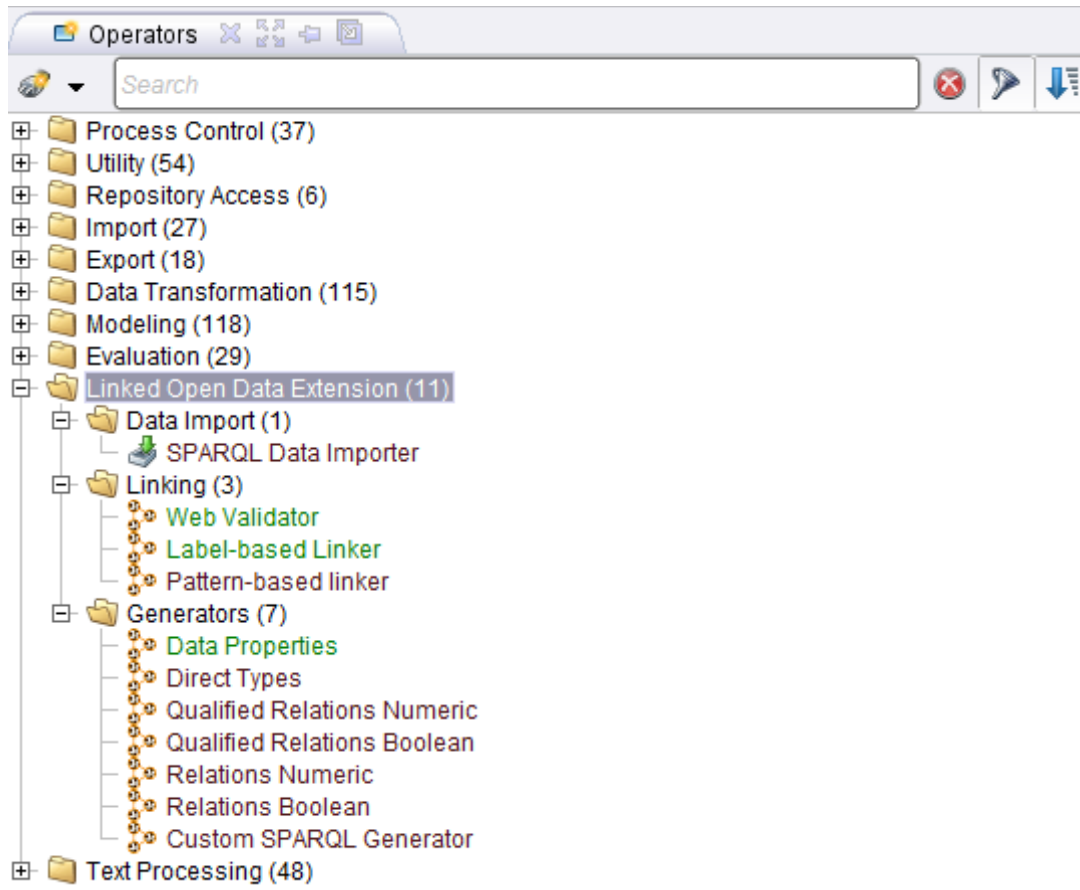 Operators
Search
Process Control (37)
Utility (54)
Repository Access (6)
Import (27)
Export (18)
Data Transformation (115)
Modeling (118)
Evaluation (29)
Linked Open Data Extension (11)
Data Import (1)
SPARQL Data Importer
Linking (3)
Web Validator
Label-based Linker
Pattern-based linker
Generators (7)
Data Properties
Direct Types
Qualified Relations Numeric
Qualified Relations Boolean
Relations Numeric
Relations Boolean
Custom SPARQL Generator
Text Processing (48)